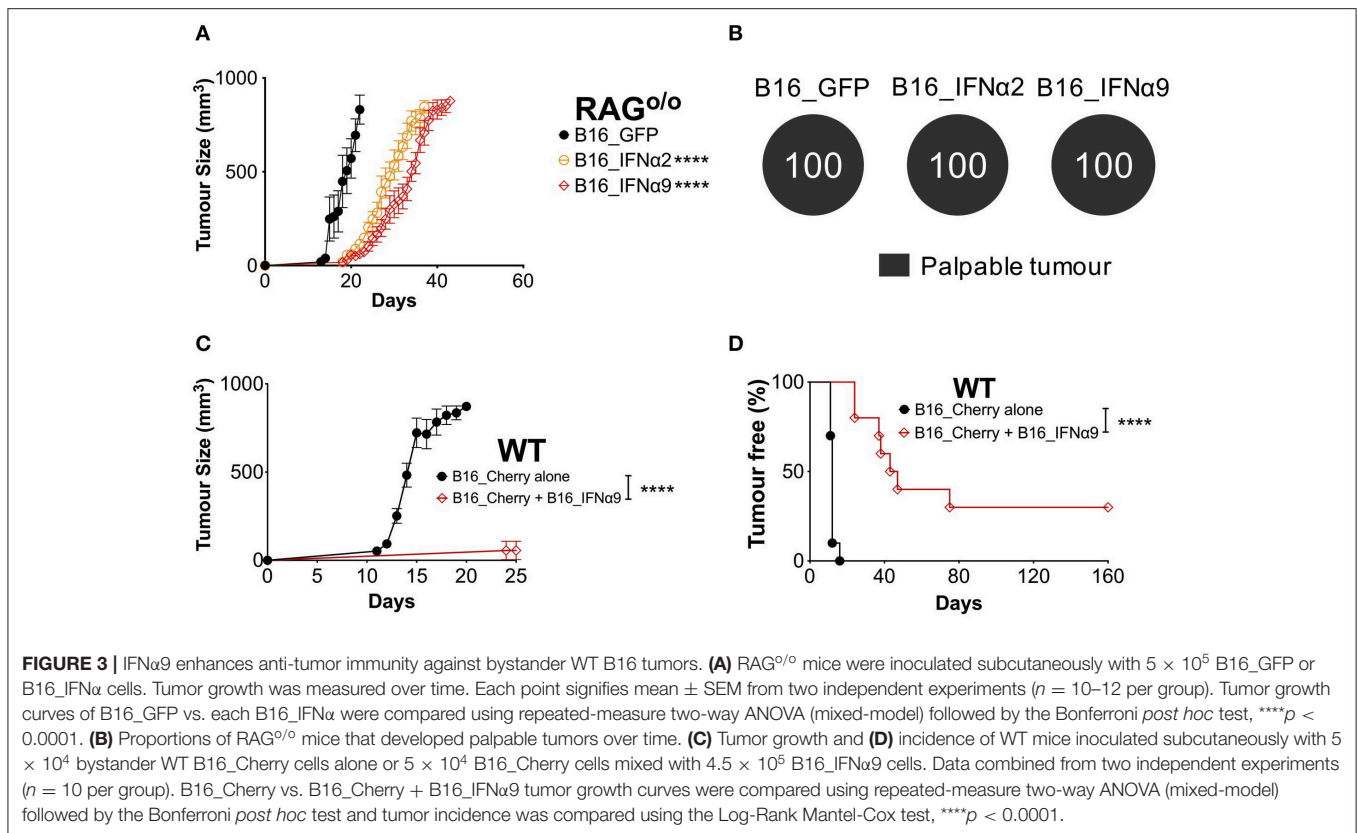 A
1000
500
0
0
20
40
60
Tumour Size (mm³)
Days
RAGᵒ/ᵒ
B16_GFP
B16_IFNα2****
B16_IFNα9****
B
B16_GFP B16_IFNα2 B16_IFNα9
100 100 100
Palpable tumour
C
1000
500
0
0 5 10 15 20 25
Tumour Size (mm³)
Days
WT
B16_Cherry alone
B16_Cherry + B16_IFNα9
****
D
100
50
0
0 40 80 120 160
Tumour free (%)
Days
WT
B16_Cherry alone
B16_Cherry + B16_IFNα9
****
FIGURE 3 | IFNα9 enhances anti-tumor immunity against bystander WT B16 tumors. (A) RAGᵒ/ᵒ mice were inoculated subcutaneously with 5 × 10⁵ B16_GFP or
B16_IFNα cells. Tumor growth was measured over time. Each point signifies mean ± SEM from two independent experiments (n = 10–12 per group). Tumor growth
curves of B16_GFP vs. each B16_IFNα were compared using repeated-measure two-way ANOVA (mixed-model) followed by the Bonferroni post hoc test, ****p <
0.0001. (B) Proportions of RAGᵒ/ᵒ mice that developed palpable tumors over time. (C) Tumor growth and (D) incidence of WT mice inoculated subcutaneously with 5
× 10⁴ bystander WT B16_Cherry cells alone or 5 × 10⁴ B16_Cherry cells mixed with 4.5 × 10⁵ B16_IFNα9 cells. Data combined from two independent experiments
(n = 10 per group). B16_Cherry vs. B16_Cherry + B16_IFNα9 tumor growth curves were compared using repeated-measure two-way ANOVA (mixed-model)
followed by the Bonferroni post hoc test and tumor incidence was compared using the Log-Rank Mantel-Cox test, ****p < 0.0001.